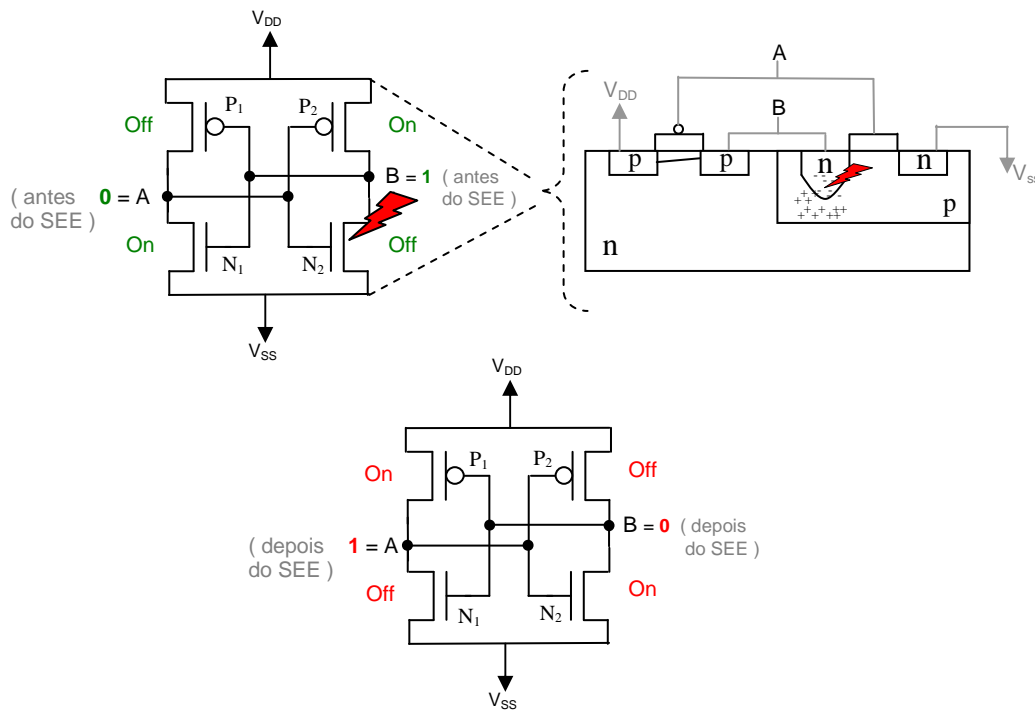 VDD
P1
P2
Off
On
B = 1 ( antes
do SEE )
( antes
do SEE )
0 = A
On
Off
N1
N2
VSS
A
VDD
B
p
p
n
n
VSS
- - - -
+ + + +
p
n
VDD
P1
P2
On
Off
B = 0 ( depois
do SEE )
( depois
do SEE )
1 = A
Off
On
N1
N2
VSS